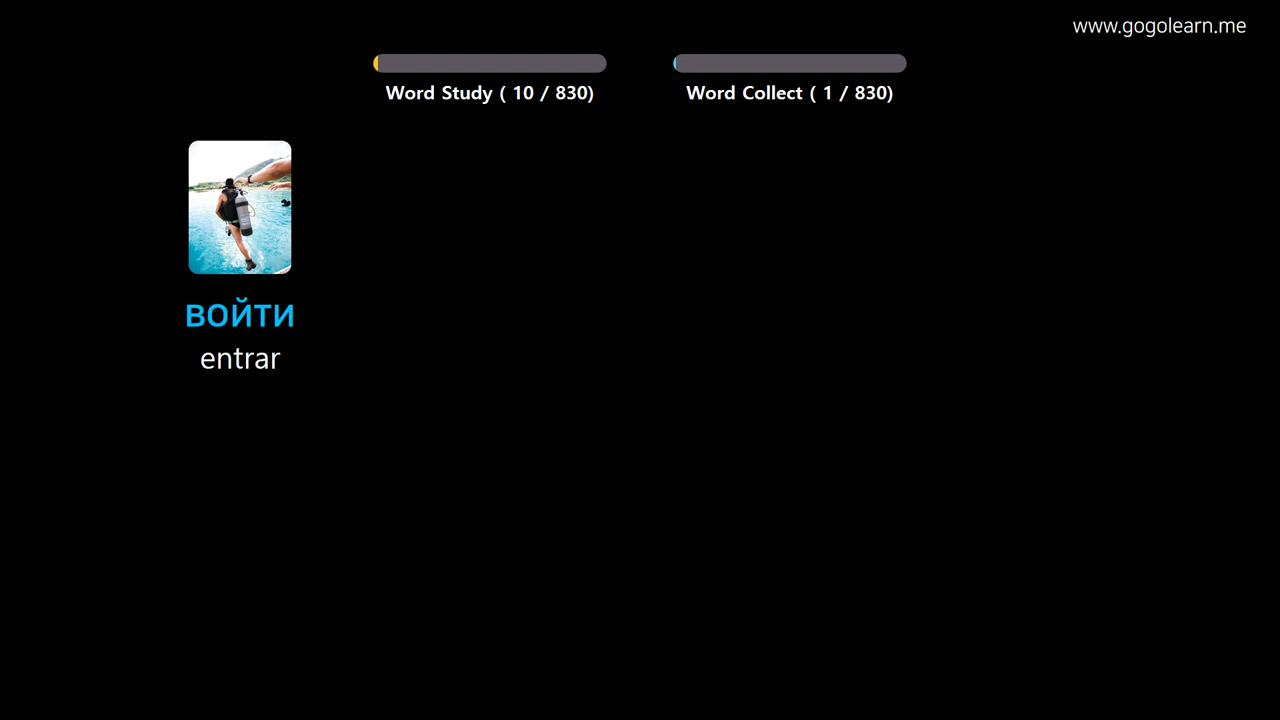 www.gogolearn.me
Word Study ( 10 / 830)
Word Collect ( 1 / 830)
войти
entrar